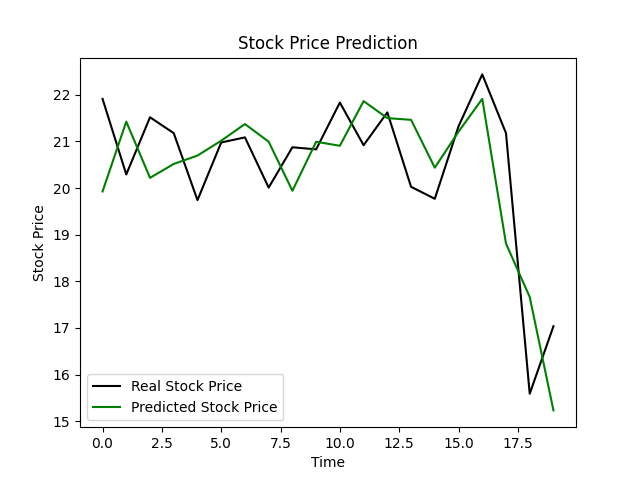 Stock Price Prediction
Stock Price
22
21
20
19
18
17
16
15
Real Stock Price
Predicted Stock Price
0.0 2.5 5.0 7.5 10.0 12.5 15.0 17.5
Time